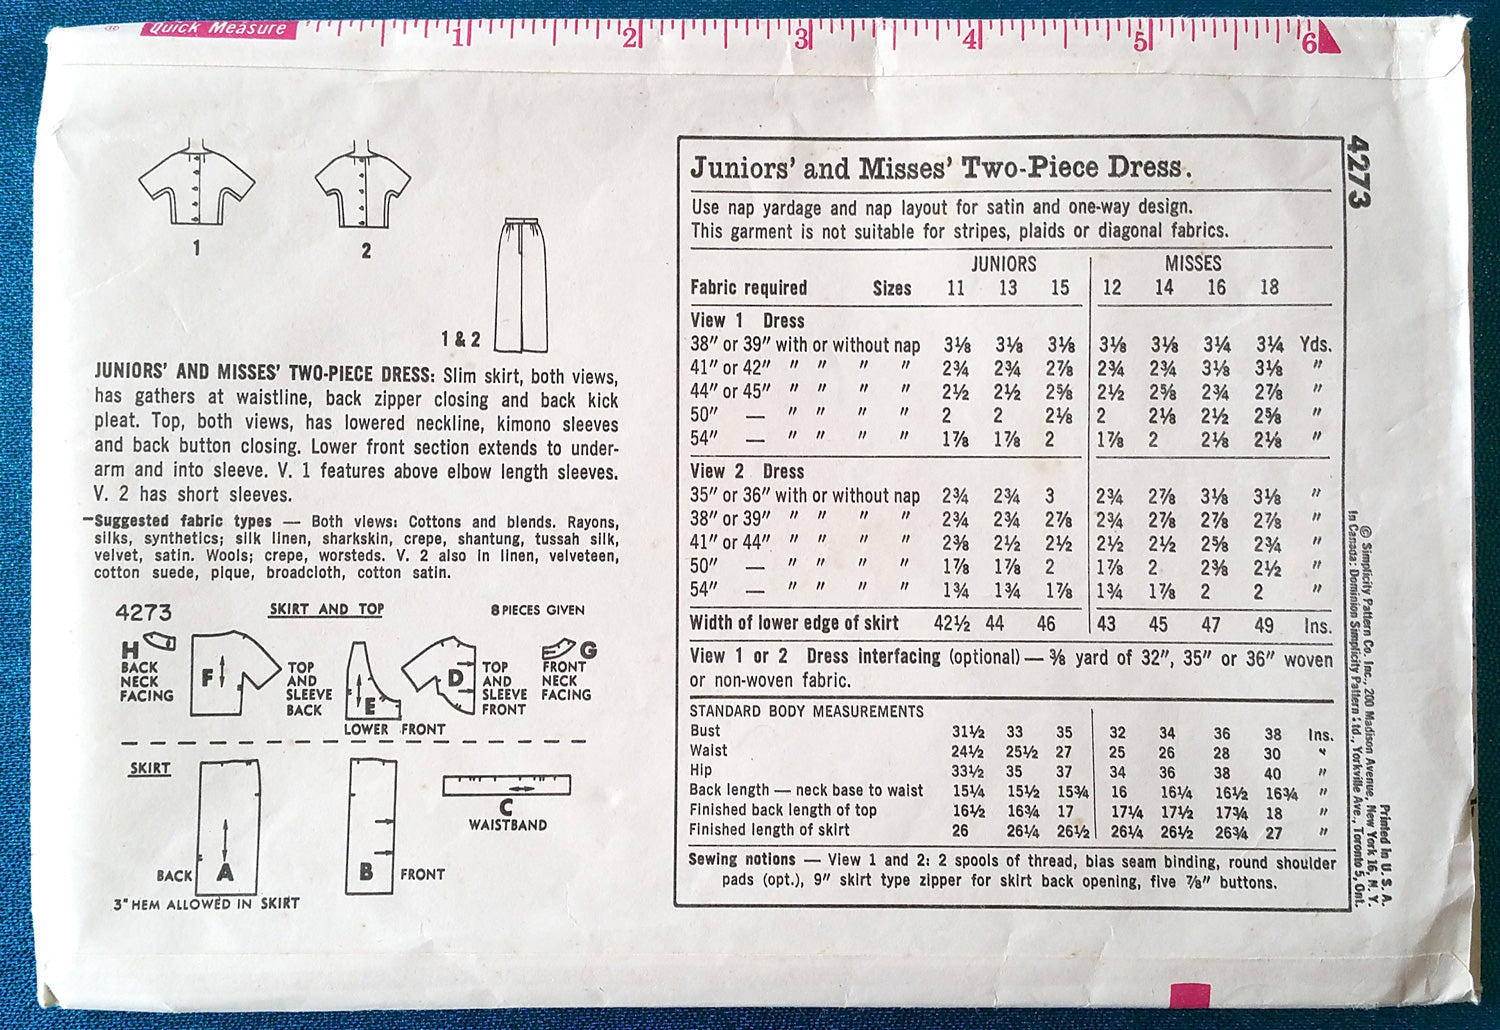 ® Quick Measure 1 2 3 4 5 6
1
2
1 & 2
JUNIORS' AND MISSES' TWO-PIECE DRESS: Slim skirt, both views,
has gathers at waistline, back zipper closing and back kick
pleat. Top, both views, has lowered neckline, kimono sleeves
and back button closing. Lower front section extends to under-
arm and into sleeve. V. 1 features above elbow length sleeves.
V. 2 has short sleeves.
Suggested fabric types — Both views: Cottons and blends. Rayons,
silks, synthetics; silk linen, sharkskin, crepe, shantung, tussah silk,
velvet, satin. Wools; crepe, worsteds. V. 2 also in linen, velveteen,
cotton suede, pique, broadcloth, cotton satin.
4273 SKIRT AND TOP 8 PIECES GIVEN
H
BACK
NECK
FACING
F
TOP
AND
SLEEVE
BACK
E
LOWER FRONT
D
TOP
AND
SLEEVE
FRONT
G
FRONT
NECK
FACING
SKIRT
BACK A
B FRONT
C
WAISTBAND
3" HEM ALLOWED IN SKIRT
Juniors' and Misses' Two-Piece Dress.
Use nap yardage and nap layout for satin and one-way design.
This garment is not suitable for stripes, plaids or diagonal fabrics.
JUNIORS MISSES
Fabric required Sizes 11 13 15 12 14 16 18
View 1 Dress
38" or 39" with or without nap 3⅛ 3⅛ 3⅛ 3⅛ 3⅛ 3¼ 3¼ Yds.
41" or 42" " " " " 2¾ 2¾ 2⅞ 2¾ 2¾ 3⅛ 3⅛ "
44" or 45" " " " " 2½ 2½ 2⅝ 2½ 2⅝ 2¾ 2⅞ "
50" — " " " " 2 2 2⅛ 2 2⅛ 2½ 2⅝ "
54" — " " " " 1⅞ 1⅞ 2 1⅞ 2 2⅛ 2⅛ "
View 2 Dress
35" or 36" with or without nap 2¾ 2¾ 3 2¾ 2⅞ 3⅛ 3⅛ "
38" or 39" " " " " 2¾ 2¾ 2⅞ 2¾ 2⅞ 2⅞ 2⅞ "
41" or 44" " " " " 2⅜ 2½ 2½ 2½ 2½ 2⅝ 2¾ "
50" — " " " " 1⅞ 1⅞ 2 1⅞ 2 2⅜ 2½ "
54" — " " " " 1¾ 1¾ 1⅞ 1¾ 1⅞ 2 2 "
Width of lower edge of skirt 42½ 44 46 43 45 47 49 Ins.
View 1 or 2 Dress interfacing (optional) — ⅜ yard of 32", 35" or 36" woven
or non-woven fabric.
STANDARD BODY MEASUREMENTS
Bust 31½ 33 35 32 34 36 38 Ins.
Waist 24½ 25½ 27 25 26 28 30 "
Hip 33½ 35 37 34 36 38 40 "
Back length — neck base to waist 15¼ 15½ 15¾ 16 16¼ 16½ 16¾ "
Finished back length of top 16½ 16¾ 17 17¼ 17½ 17¾ 18 "
Finished length of skirt 26 26¼ 26½ 26¼ 26½ 26¾ 27 "
Sewing notions — View 1 and 2: 2 spools of thread, bias seam binding, round shoulder
pads (opt.), 9" skirt type zipper for skirt back opening, five ⅞" buttons.
4273
Printed in U. S. A.
© Simplicity Pattern Co. Inc., 200 Madison Avenue, New York 16, N. Y.
In Canada: Dominion Simplicity Pattern Ltd., Yorkville Ave., Toronto 5, Ont.